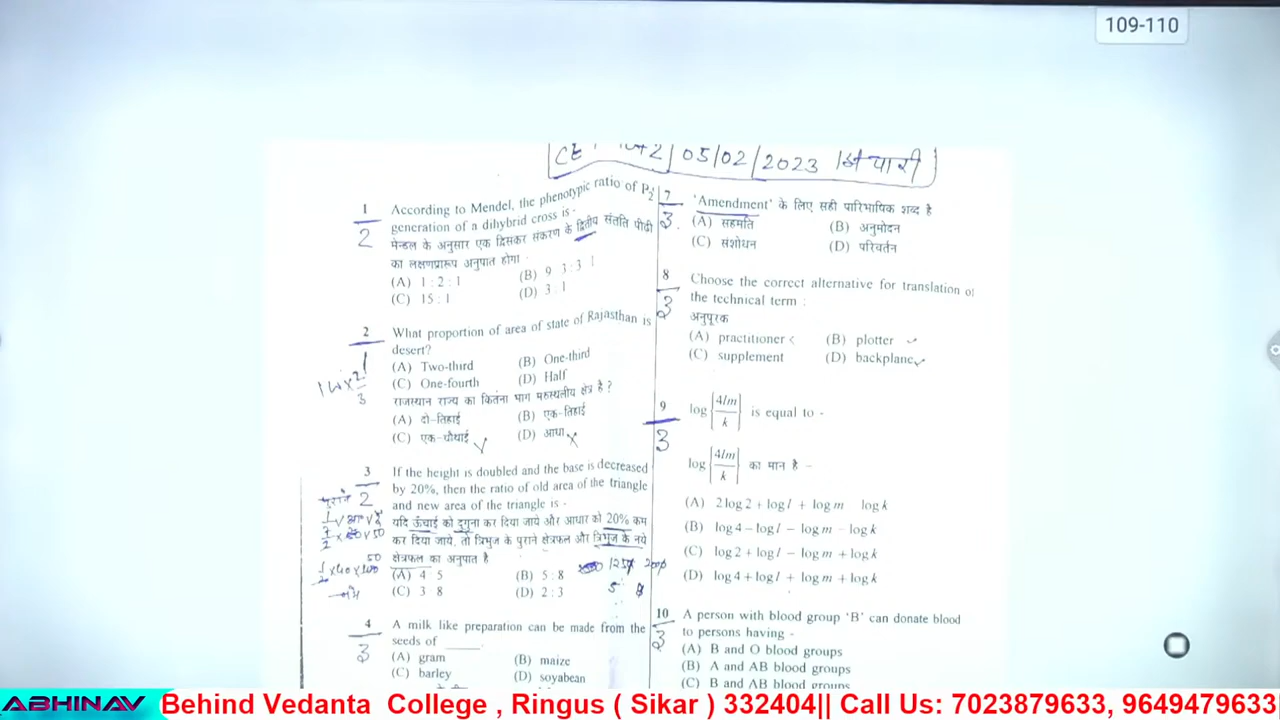 109-110
05/02/2023
1
2
According to Mendel, the phenotypic ratio of P₂
generation of a dihybrid cross is -
मेन्डल के अनुसार एक द्विसकर संकरण के द्वितीय संतति पीढी
का लक्षणप्रारूप अनुपात होगा
(A) 1 : 2 : 1
(B) 9 3 : 3 1
(C) 15 : 1
(D) 3 : 1
2
What proportion of area of state of Rajasthan is
desert?
(A) Two-third
(B) One-third
(C) One-fourth
(D) Half
राजस्थान राज्य का कितना भाग मरुस्थलीय क्षेत्र है ?
(A) दो-तिहाई
(B) एक-तिहाई
(C) एक-चौथाई
(D) आधा
3
2
If the height is doubled and the base is decreased
by 20%, then the ratio of old area of the triangle
and new area of the triangle is -
यदि ऊँचाई को दुगुना कर दिया जाये और आधार को 20% कम
कर दिया जाये, तो त्रिभुज के पुराने क्षेत्रफल और त्रिभुज के नये
क्षेत्रफल का अनुपात है
(A) 4 5
(B) 5 : 8
(C) 3 8
(D) 2 : 3
4
3
A milk like preparation can be made from the
seeds of ______
(A) gram
(B) maize
(C) barley
(D) soyabean
7
3
'Amendment' के लिए सही पारिभाषिक शब्द है
(A) सहमति
(B) अनुमोदन
(C) संशोधन
(D) परिवर्तन
8
3
Choose the correct alternative for translation of
the technical term :
अनुपूरक
(A) practitioner
(B) plotter
(C) supplement
(D) backplane
9
3
log |4lm/k| is equal to -
log |4lm/k| का मान है -
(A) 2 log 2 + log l + log m log k
(B) log 4 – log l – log m – log k
(C) log 2 + log l – log m + log k
(D) log 4 + log l + log m + log k
10
3
A person with blood group 'B' can donate blood
to persons having -
(A) B and O blood groups
(B) A and AB blood groups
(C) B and AB blood groups
ABHINAV
Behind Vedanta College , Ringus ( Sikar ) 332404|| Call Us: 7023879633, 9649479633